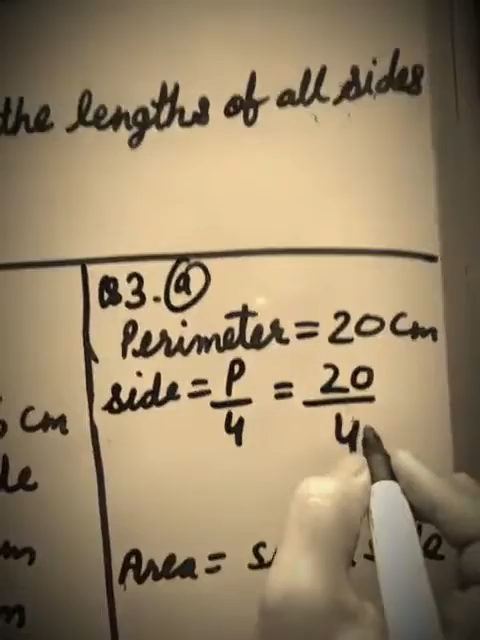 the lengths of all sides
Q3. a
Perimeter = 20 cm
side = P/4 = 20/4
cm
Area =